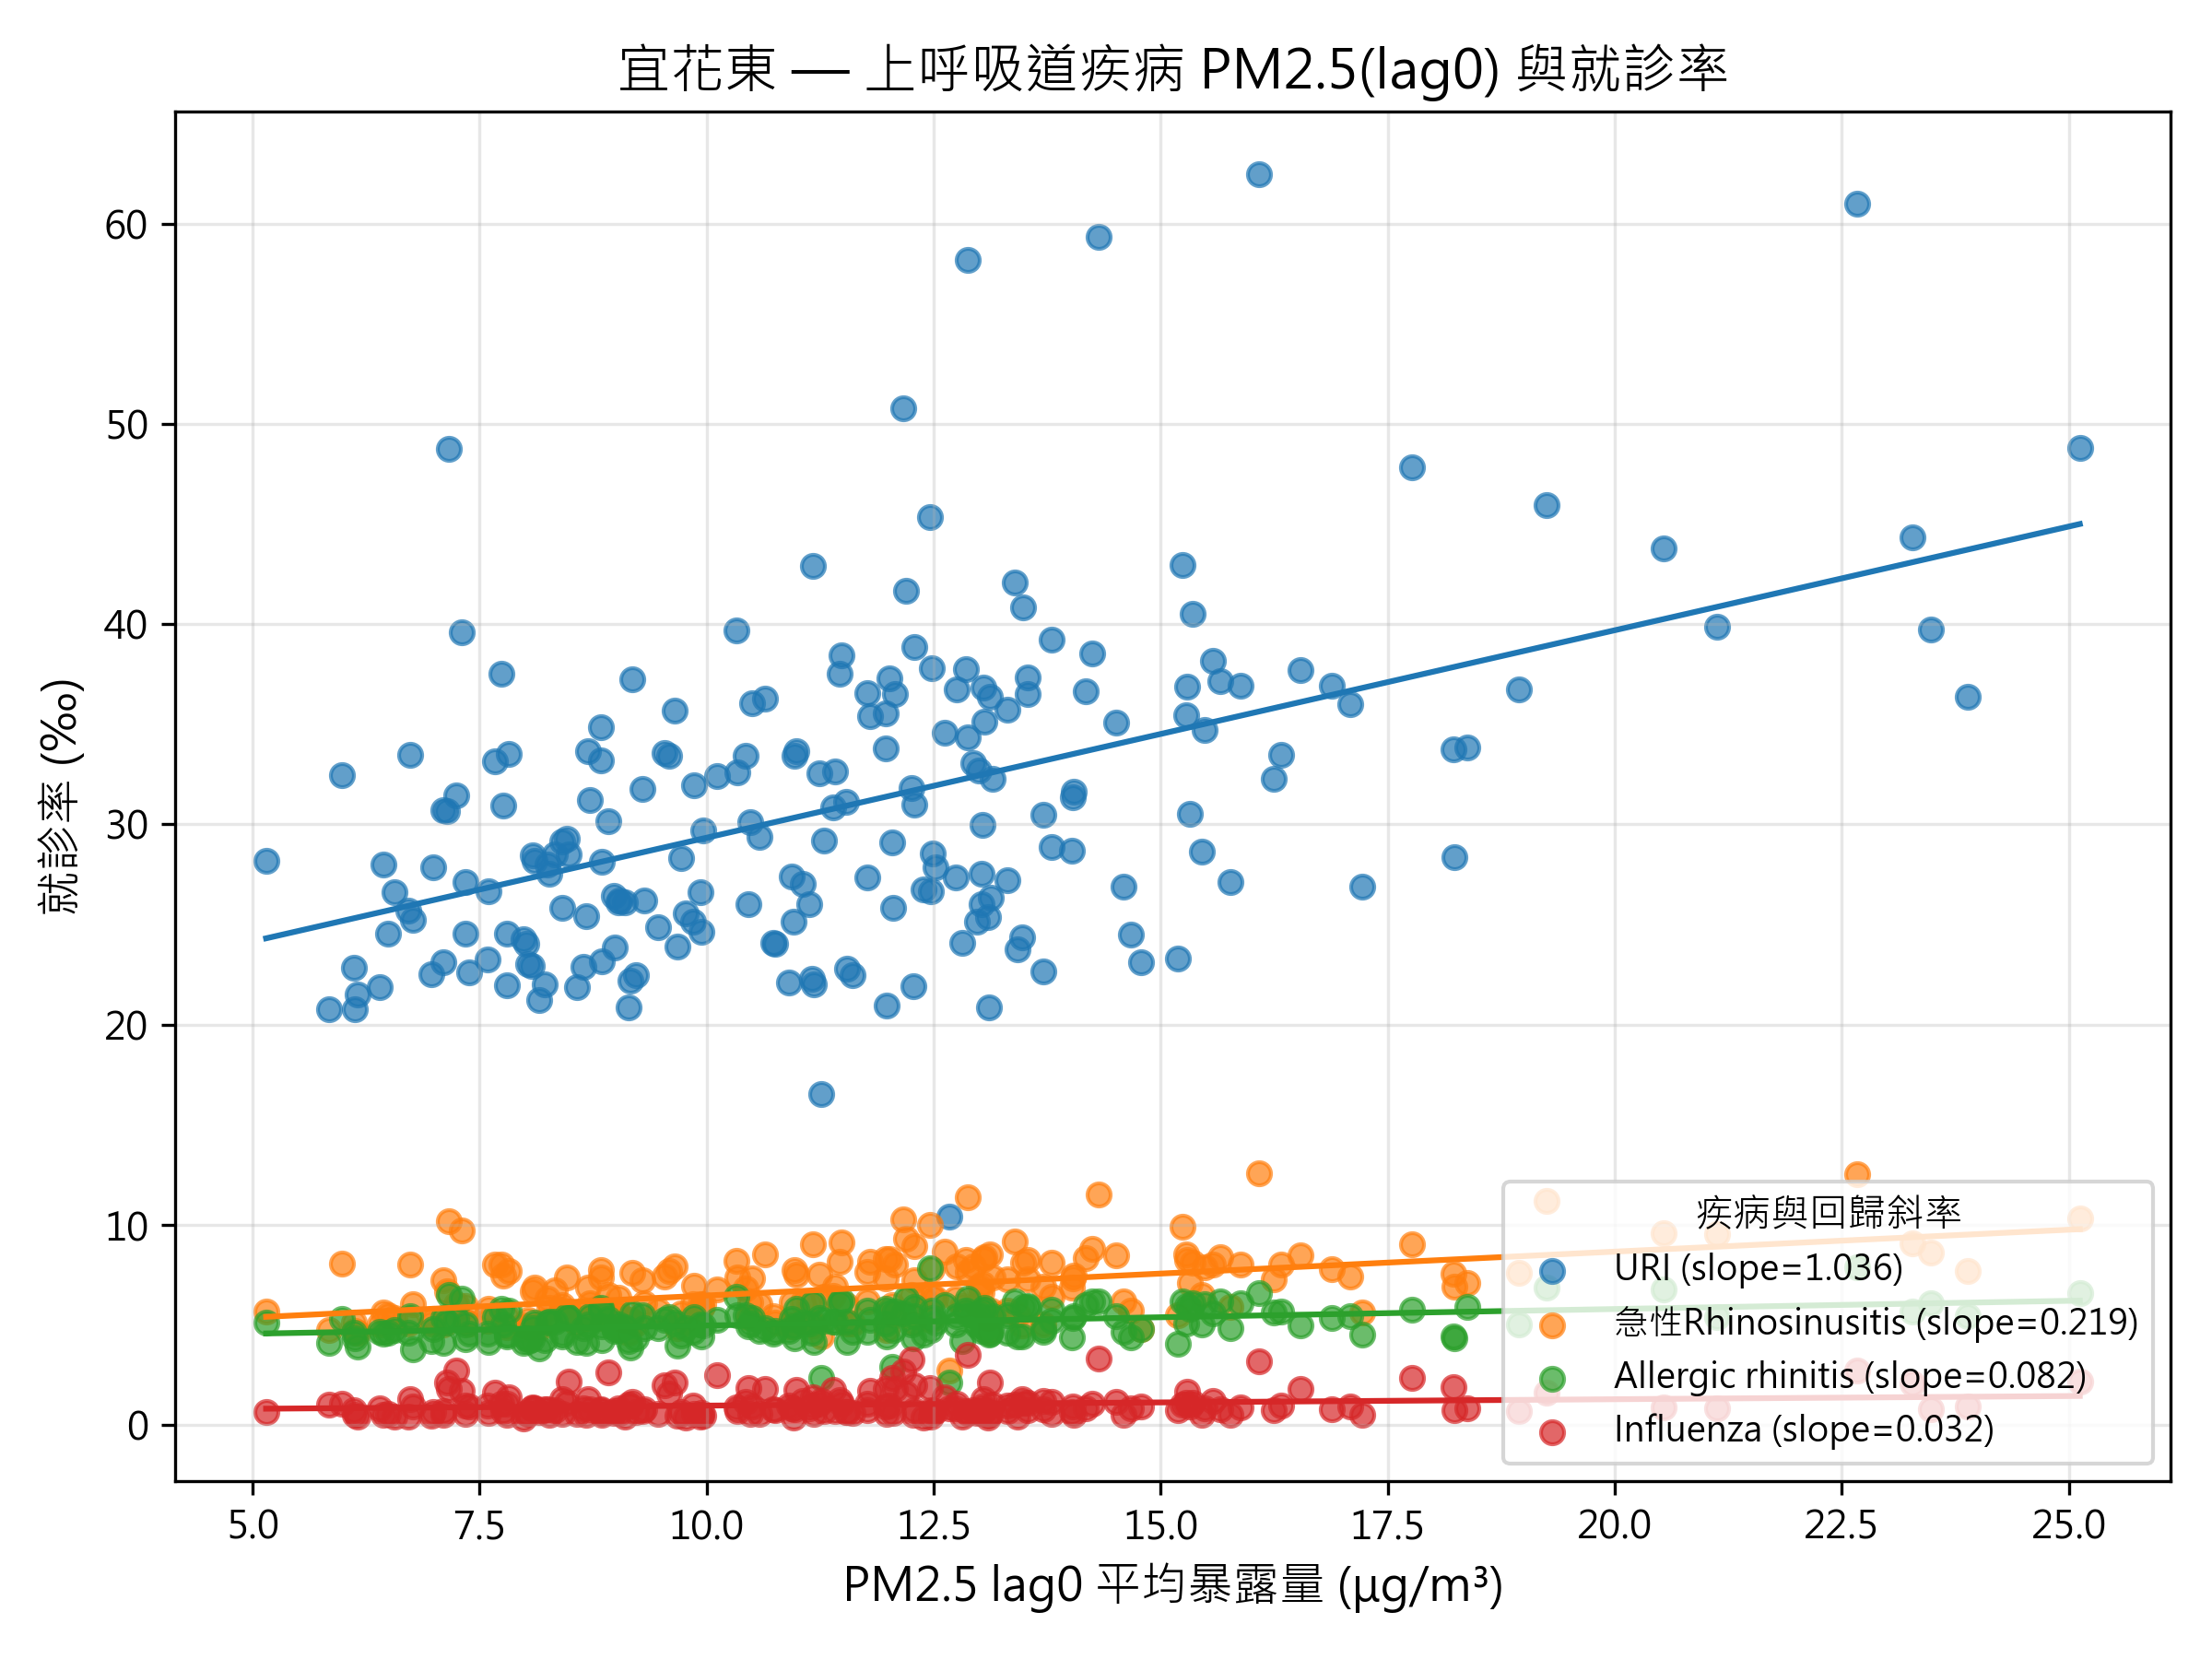 宜花東 — 上呼吸道疾病 PM2.5(lag0) 與就診率
就診率 (‰)
60
50
40
30
20
10
0
疾病與回歸斜率
URI (slope=1.036)
急性Rhinosinusitis (slope=0.219)
Allergic rhinitis (slope=0.082)
Influenza (slope=0.032)
5.0 7.5 10.0 12.5 15.0 17.5 20.0 22.5 25.0
PM2.5 lag0 平均暴露量 (μg/m³)